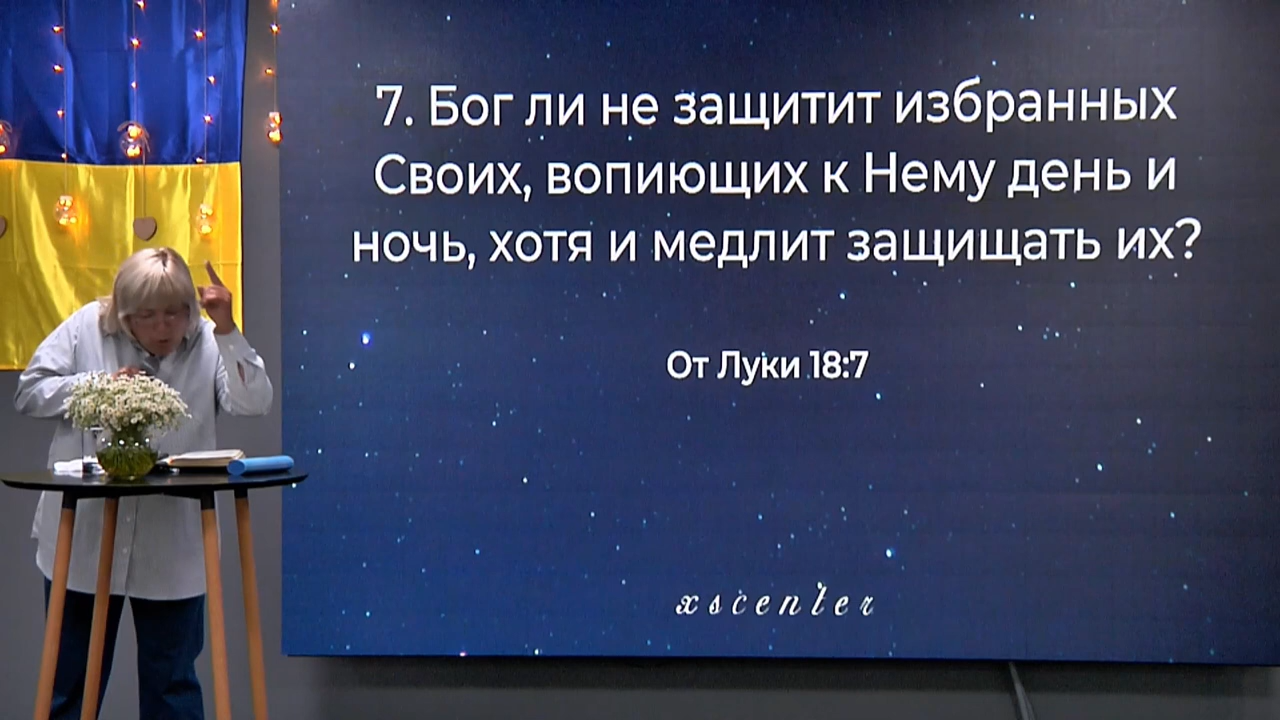 7. Бог ли не защитит избранных
Своих, вопиющих к Нему день и
ночь, хотя и медлит защищать их?
От Луки 18:7
xscenter